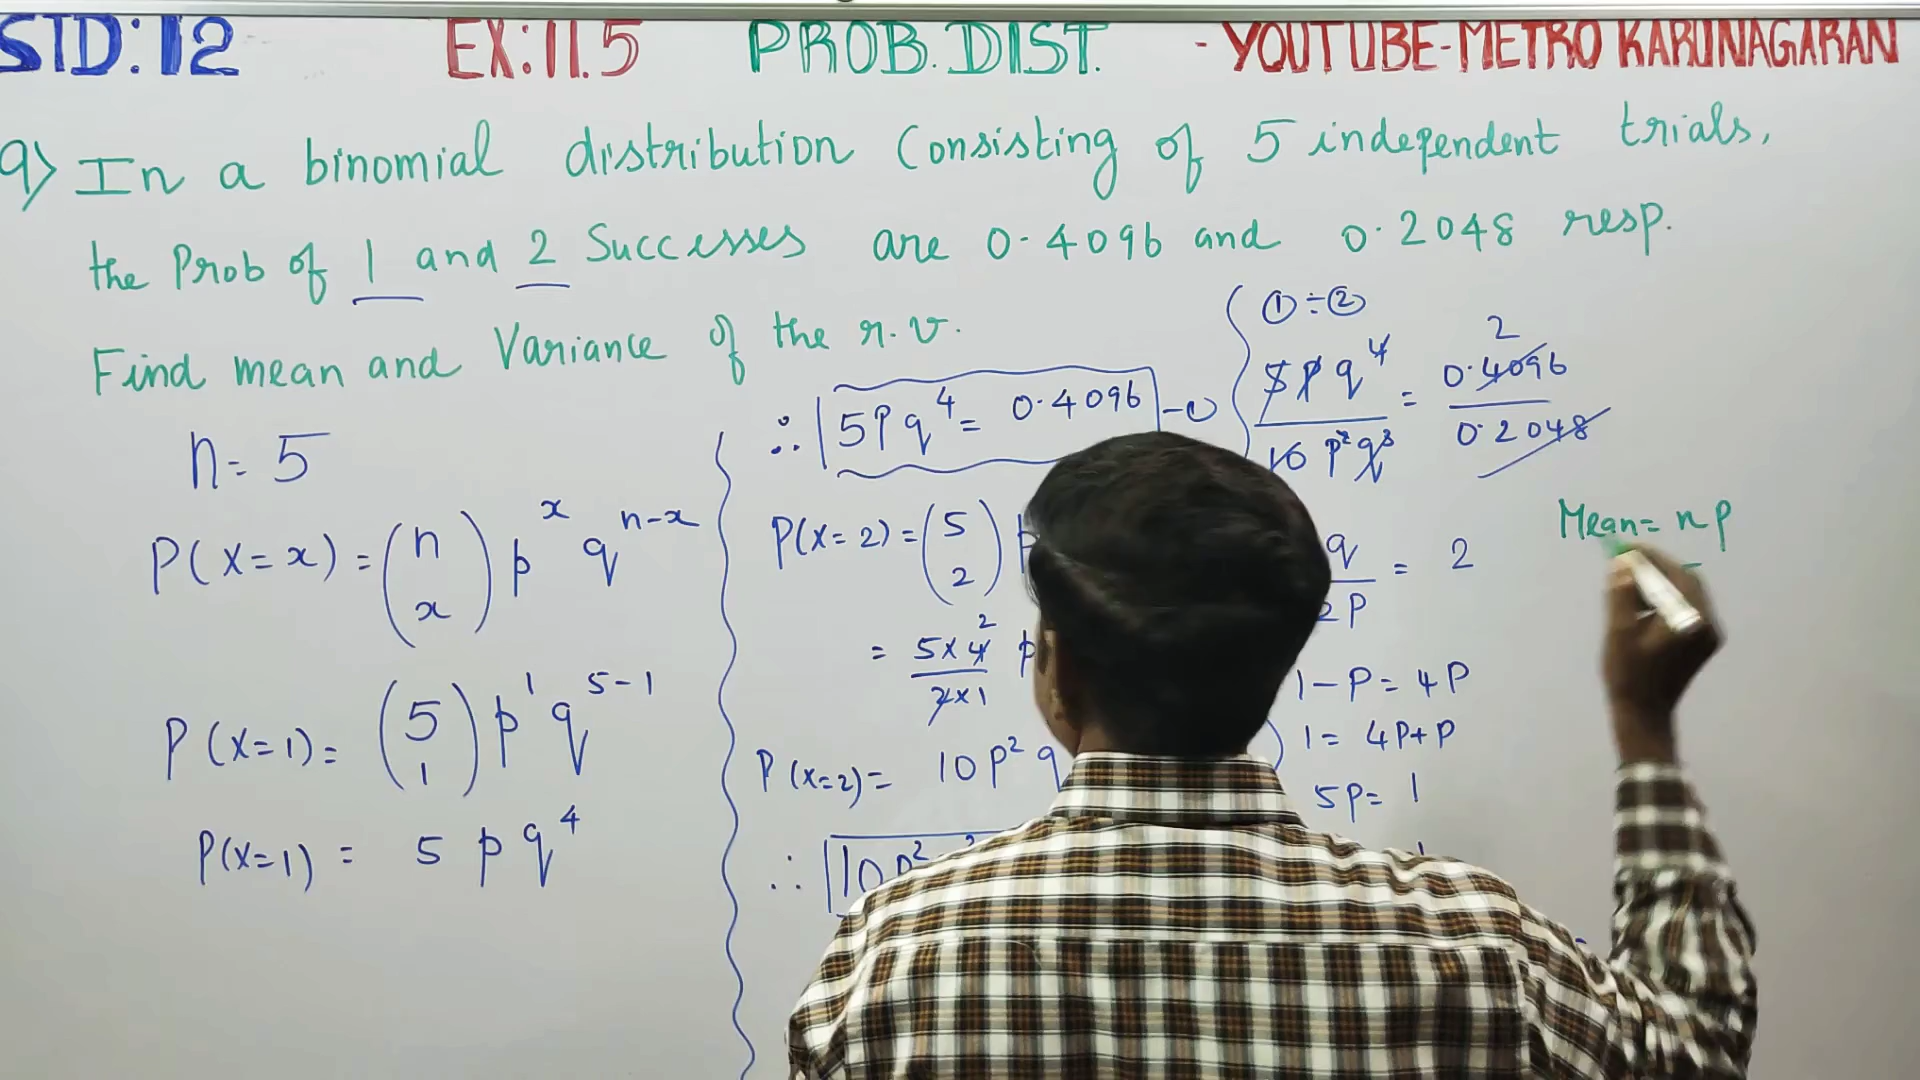 STD:12 EX:11.5 PROB.DIST. - YOUTUBE-METRO KARUNAGARAN
9) In a binomial distribution Consisting of 5 independent trials,
the Prob of 1 and 2 Successes are 0.4096 and 0.2048 resp.
Find mean and Variance of the r.v.
n = 5
P(X=x) = (n x) p^x q^n-x
P(X=1) = (5 1) p^1 q^5-1
P(X=1) = 5 p q^4
∴ 5pq^4 = 0.4096 -①
P(X=2) = (5 2) p
= 5×4 2 / 2×1 p
P(X=2) = 10 p^2 q
∴ 10 p^2
① ÷ ②
5pq^4 / 10 p^2q^3 = 0.4096 2 / 0.2048
q / 2P = 2
1-P = 4P
1 = 4P+P
5P = 1
Mean = np